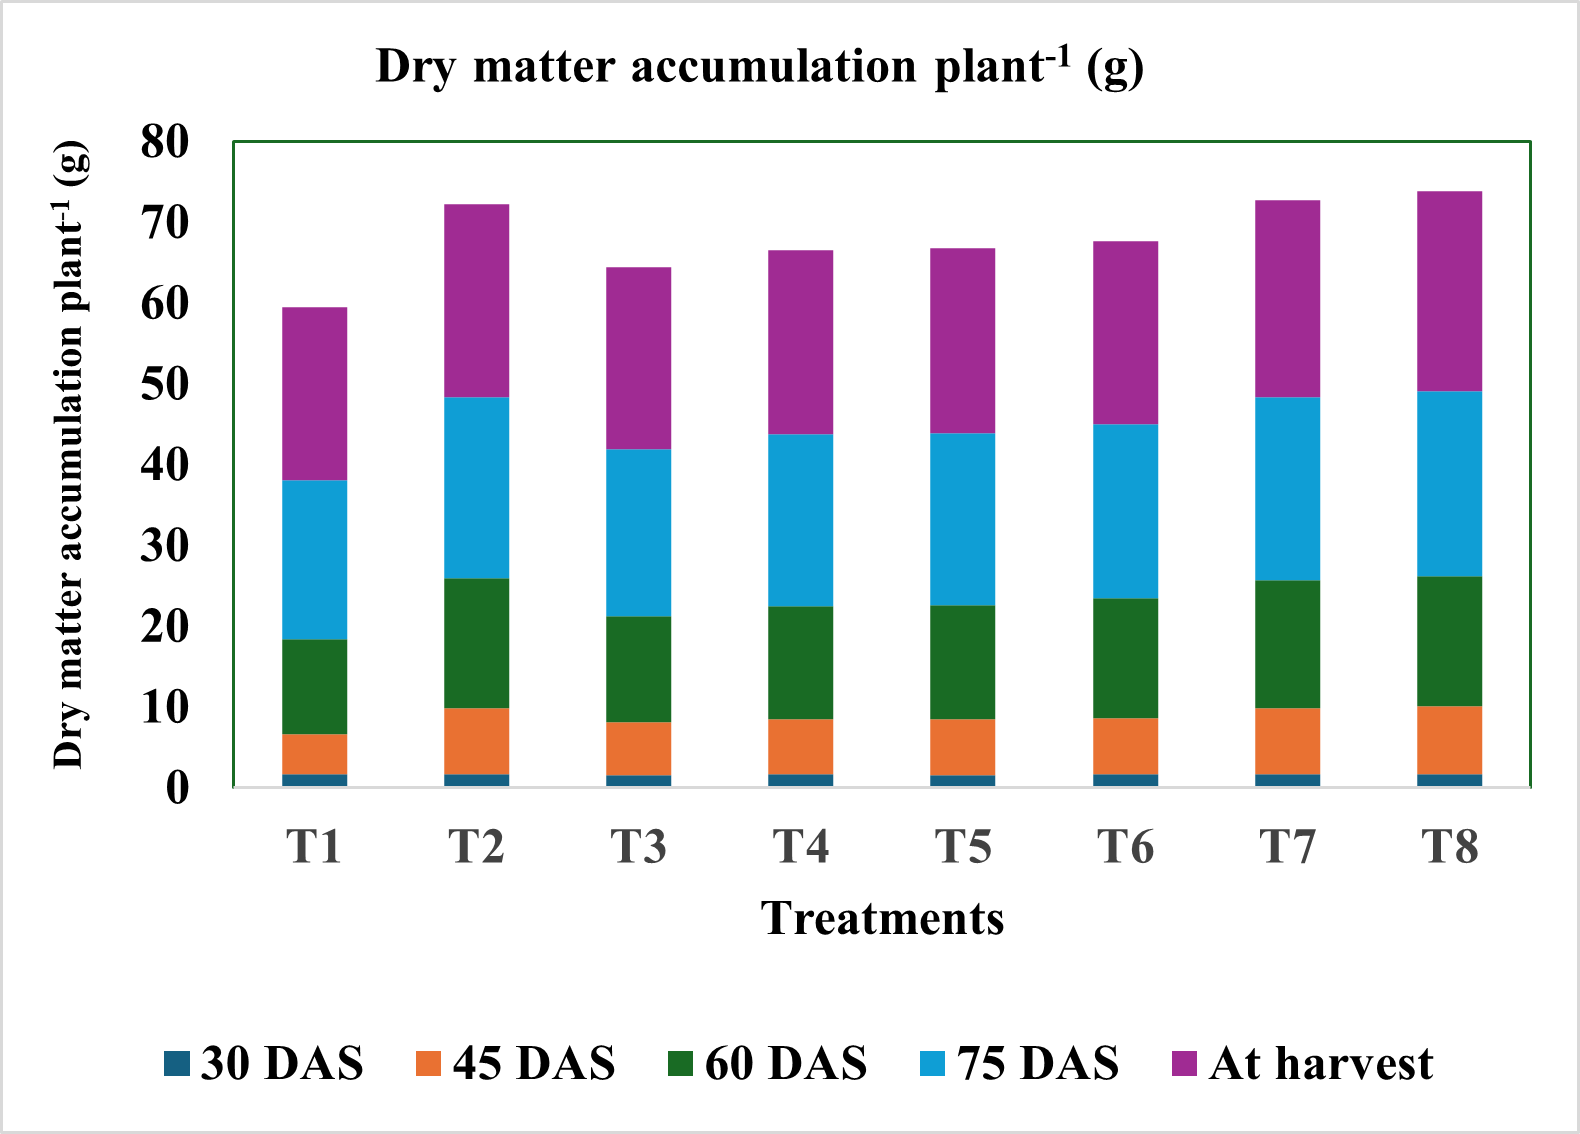 Dry matter accumulation plant⁻¹ (g)
Dry matter accumulation plant⁻¹ (g)
80
70
60
50
40
30
20
10
0
T1 T2 T3 T4 T5 T6 T7 T8
Treatments
30 DAS 45 DAS 60 DAS 75 DAS At harvest